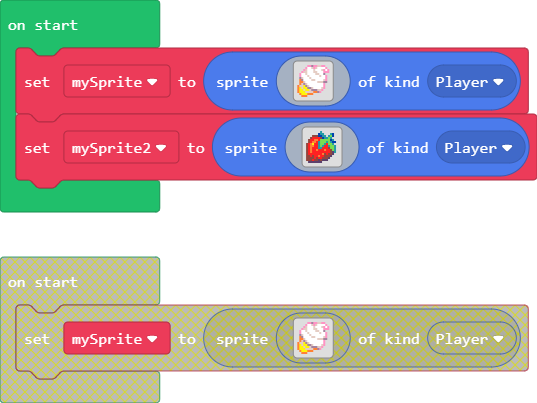 on start
set mySprite to sprite of kind Player
set mySprite2 to sprite of kind Player
on start
set mySprite to sprite of kind Player